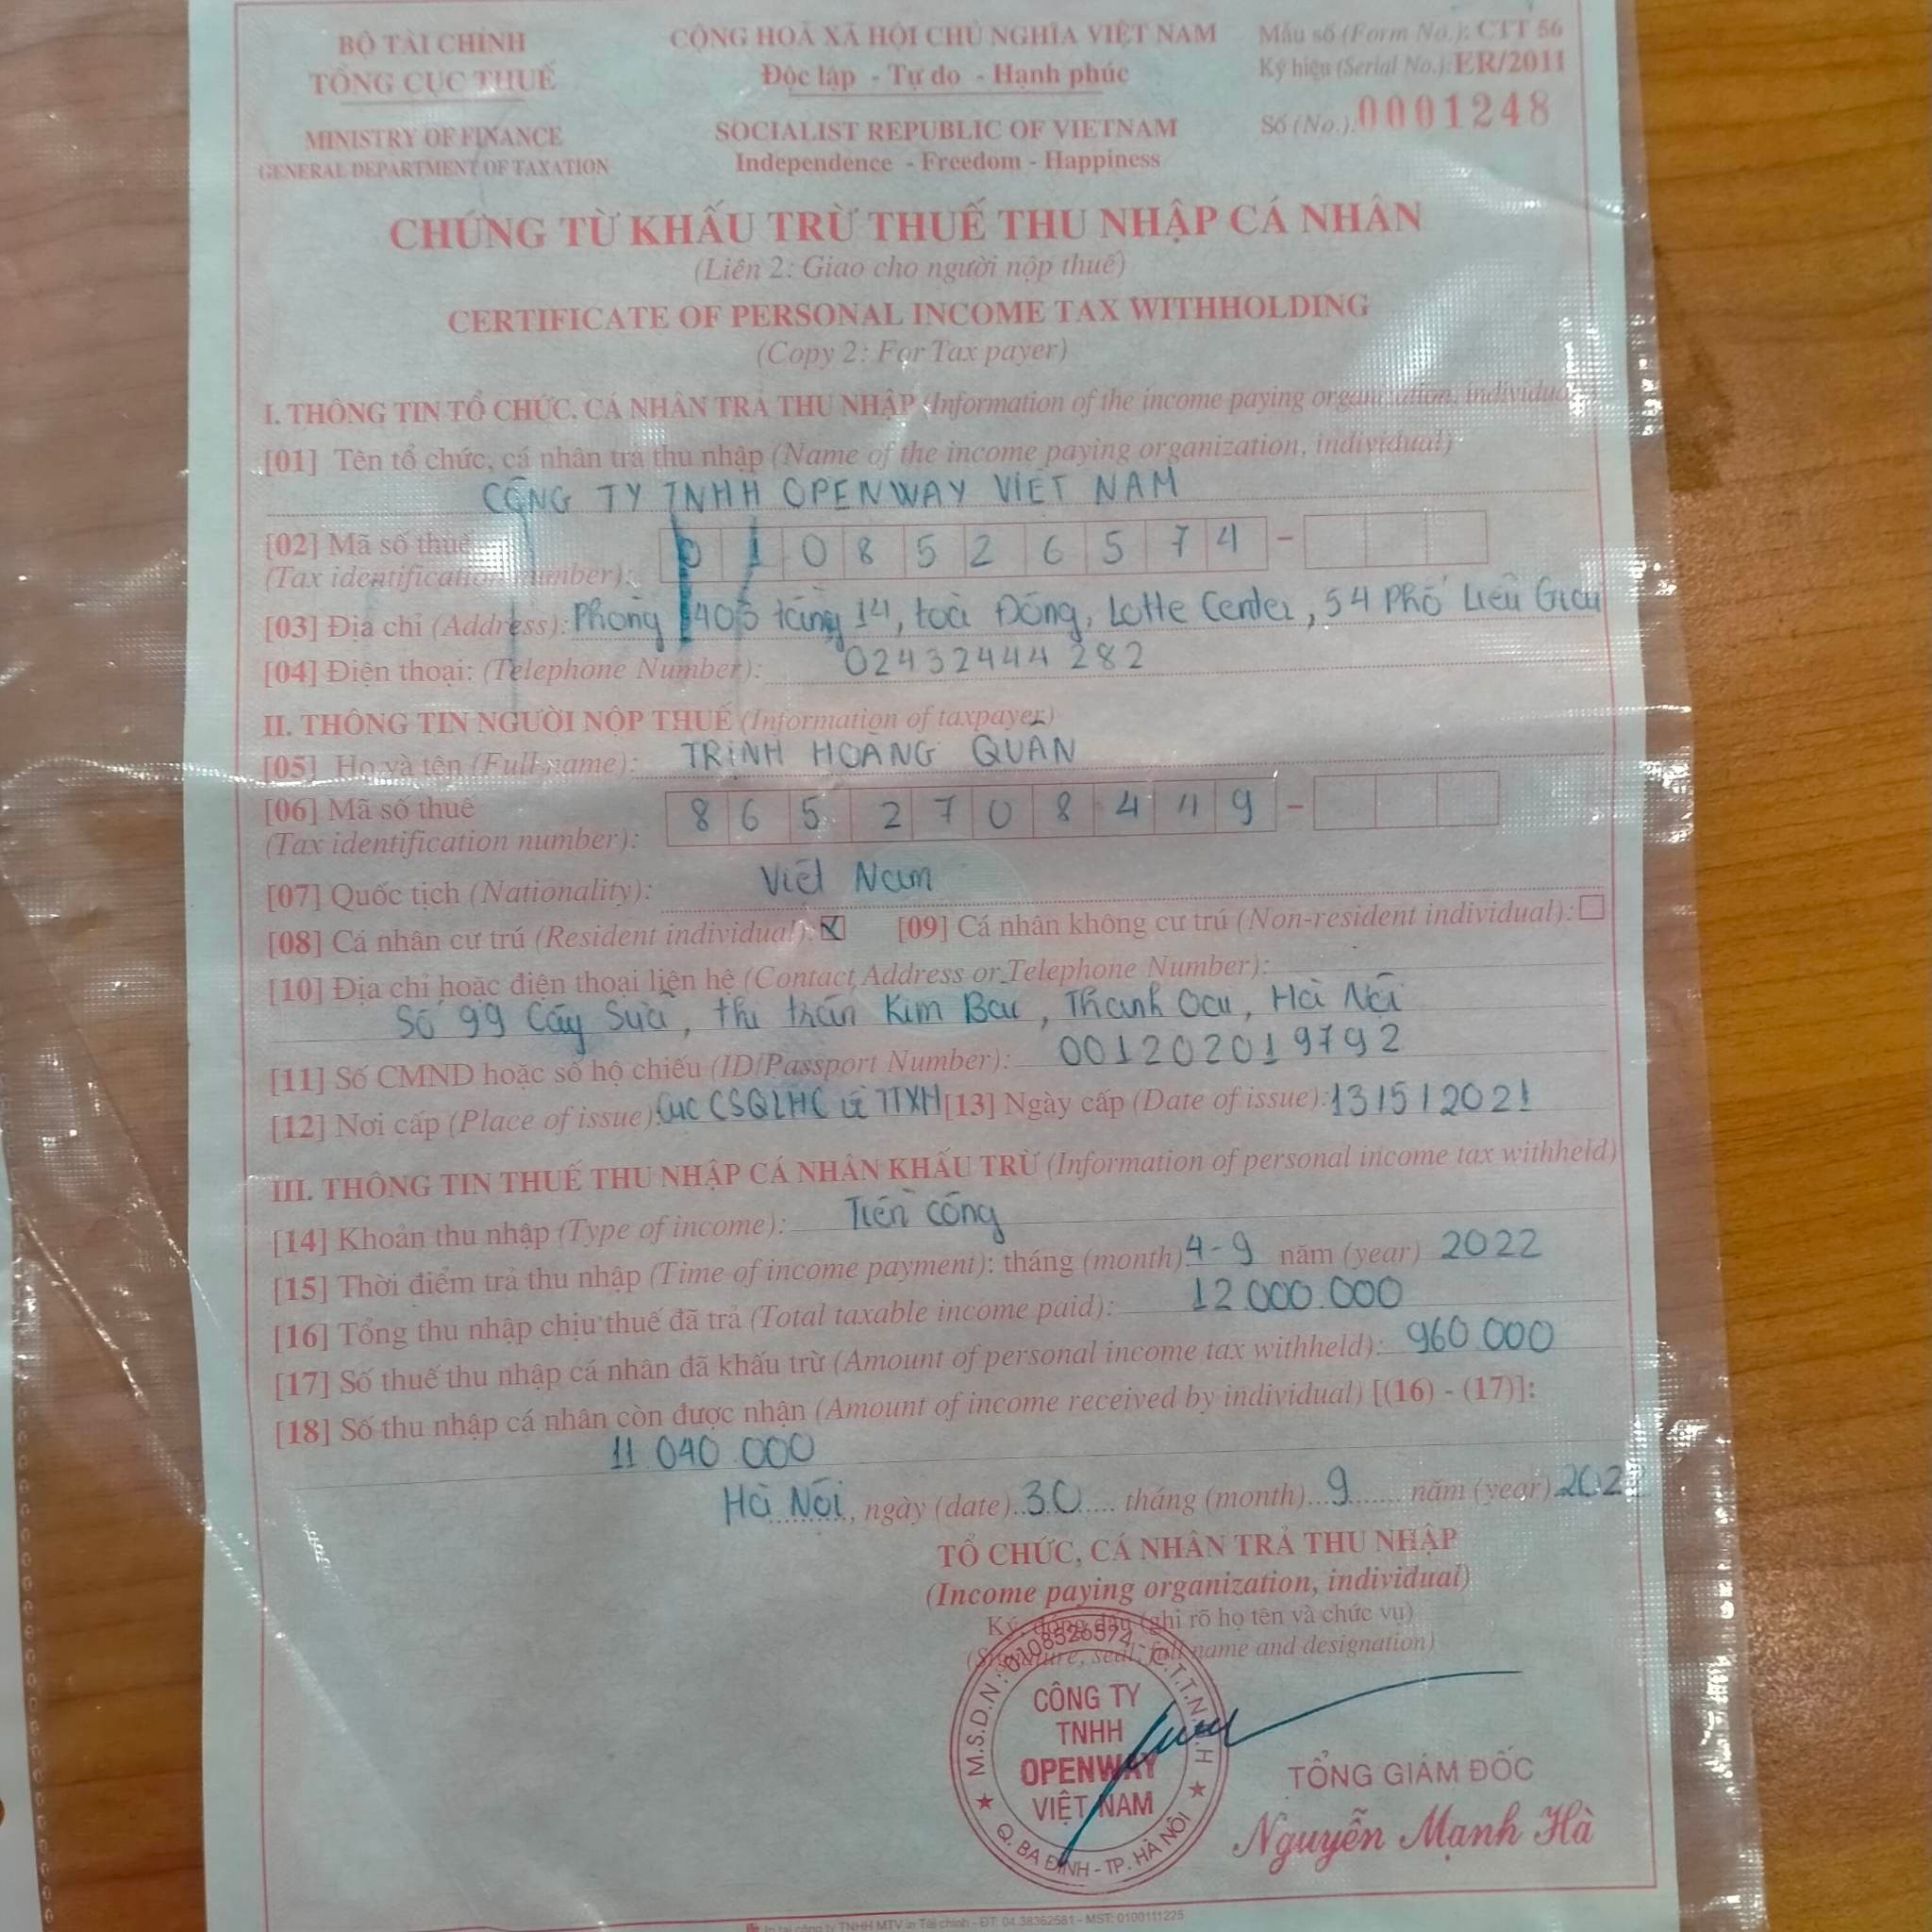 BỘ TÀI CHÍNH
TỔNG CỤC THUẾ
MINISTRY OF FINANCE
GENERAL DEPARTMENT OF TAXATION
CỘNG HOÀ XÃ HỘI CHỦ NGHĨA VIỆT NAM
Độc lập - Tự do - Hạnh phúc
SOCIALIST REPUBLIC OF VIETNAM
Independence - Freedom - Happiness
Mẫu số (Form No.): CTT 56
Ký hiệu (Serial No.): ER/2011
Số (No.): 0001248
CHỨNG TỪ KHẤU TRỪ THUẾ THU NHẬP CÁ NHÂN
(Liên 2: Giao cho người nộp thuế)
CERTIFICATE OF PERSONAL INCOME TAX WITHHOLDING
(Copy 2: For Tax payer)
I. THÔNG TIN TỔ CHỨC, CÁ NHÂN TRẢ THU NHẬP (Information of the income paying organization, individual)
[01] Tên tổ chức, cá nhân trả thu nhập (Name of the income paying organization, individual)
CÔNG TY TNHH OPENWAY VIỆT NAM
[02] Mã số thuế
(Tax identification number): 0 1 0 8 5 2 6 5 7 4 -
[03] Địa chỉ (Address): Phòng 1403 tầng 14, toà Đông, Lotte Center, 54 Phố Liễu Giai
[04] Điện thoại: (Telephone Number): 02432444 282
II. THÔNG TIN NGƯỜI NỘP THUẾ (Information of taxpayer)
[05] Họ và tên (Full name): TRỊNH HOÀNG QUÂN
[06] Mã số thuế
(Tax identification number): 8 6 5 2 7 0 8 4 4 9 -
[07] Quốc tịch (Nationality): Việt Nam
[08] Cá nhân cư trú (Resident individual): ☒ [09] Cá nhân không cư trú (Non-resident individual): ☐
[10] Địa chỉ hoặc điện thoại liên hệ (Contact Address or Telephone Number):
Số 99 Cây Sữa, thị trấn Kim Bài, Thanh Oai, Hà Nội
[11] Số CMND hoặc số hộ chiếu (ID/Passport Number): 001202019792
[12] Nơi cấp (Place of issue): Cục CSQLHC về TTXH [13] Ngày cấp (Date of issue): 13/5/2021
III. THÔNG TIN THUẾ THU NHẬP CÁ NHÂN KHẤU TRỪ (Information of personal income tax withheld)
[14] Khoản thu nhập (Type of income): Tiền công
[15] Thời điểm trả thu nhập (Time of income payment): tháng (month) 4-9 năm (year) 2022
[16] Tổng thu nhập chịu thuế đã trả (Total taxable income paid): 12.000.000
[17] Số thuế thu nhập cá nhân đã khấu trừ (Amount of personal income tax withheld): 960 000
[18] Số thu nhập cá nhân còn được nhận (Amount of income received by individual) [(16) - (17)]:
11 040 000
Hà Nội, ngày (date) 30 tháng (month) 9 năm (year) 2022
TỔ CHỨC, CÁ NHÂN TRẢ THU NHẬP
(Income paying organization, individual)
Ký, đóng dấu (ghi rõ họ tên và chức vụ)
(Signature, seal, full name and designation)
M.S.D.N: 0108526574 - C.T.T.N.H.H
CÔNG TY
TNHH
OPENWAY
VIỆT NAM
Q. BA ĐÌNH - TP. HÀ NỘI
TỔNG GIÁM ĐỐC
Nguyễn Mạnh Hà
In tại công ty TNHH MTV in Tài chính - ĐT: 04.38362581 - MST: 0100111225